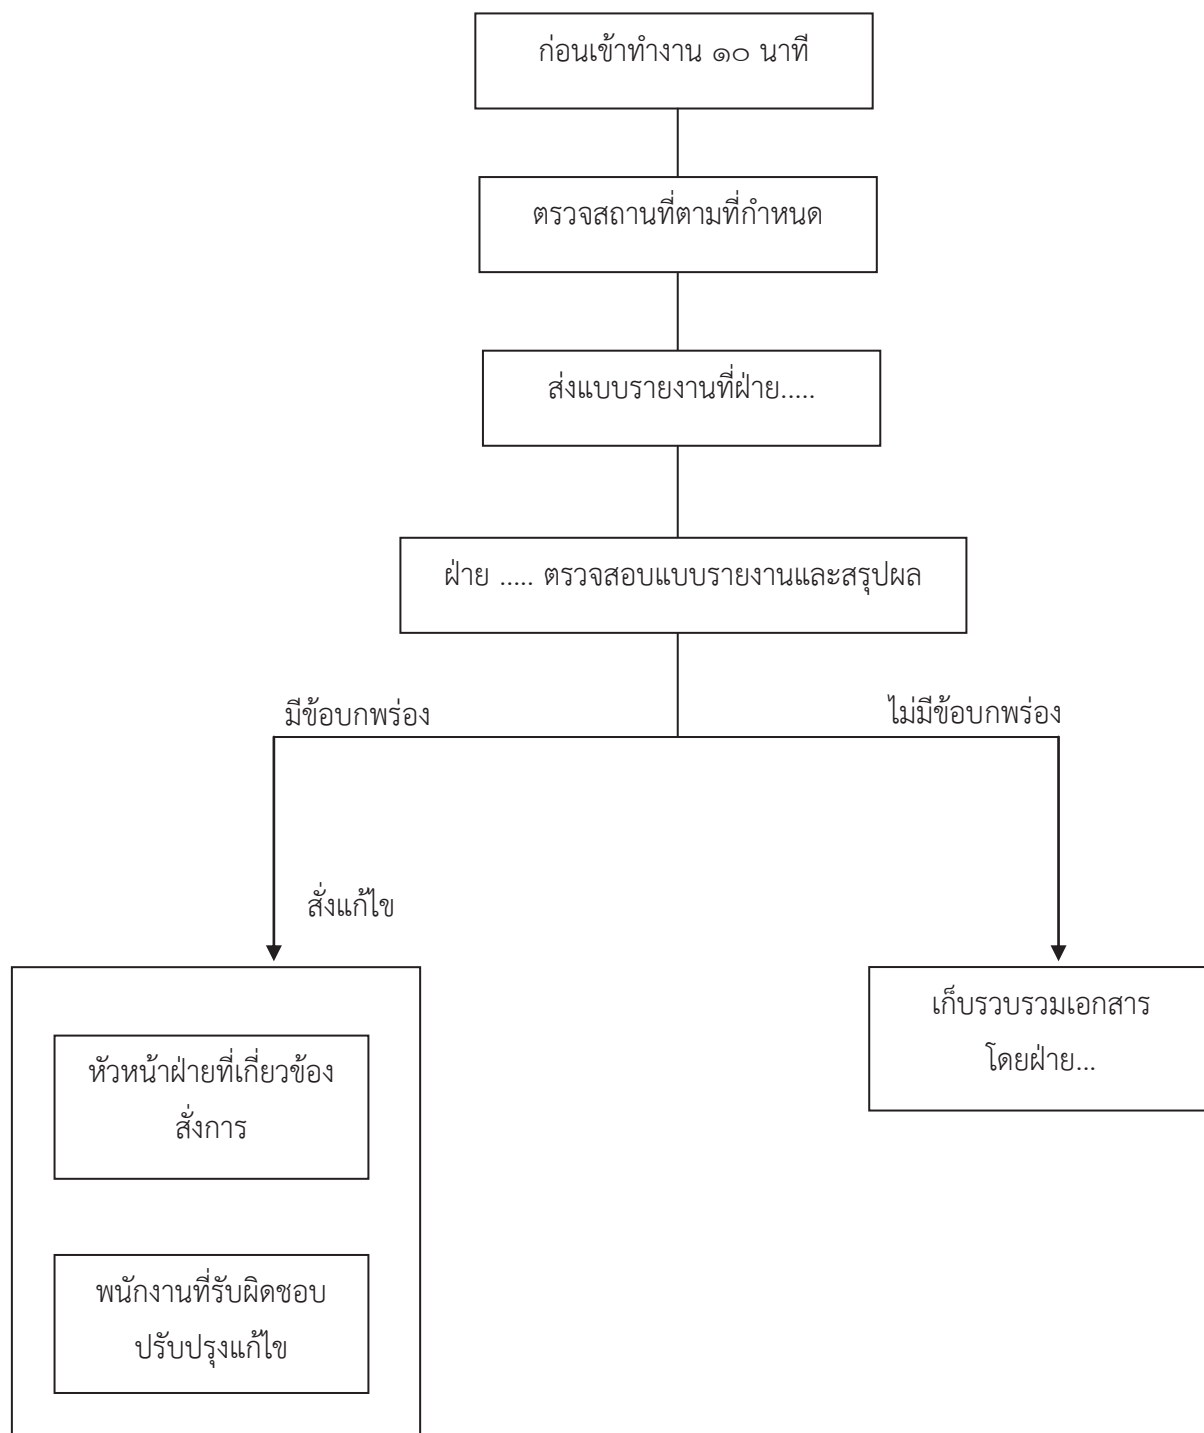 ก่อนเข้าทำงาน ๑๐ นาที
ตรวจสถานที่ตามที่กำหนด
ส่งแบบรายงานที่ฝ่าย.....
ฝ่าย ..... ตรวจสอบแบบรายงานและสรุปผล
มีข้อบกพร่อง
ไม่มีข้อบกพร่อง
สั่งแก้ไข
หัวหน้าฝ่ายที่เกี่ยวข้อง
สั่งการ
พนักงานที่รับผิดชอบ
ปรับปรุงแก้ไข
เก็บรวบรวมเอกสาร
โดยฝ่าย...